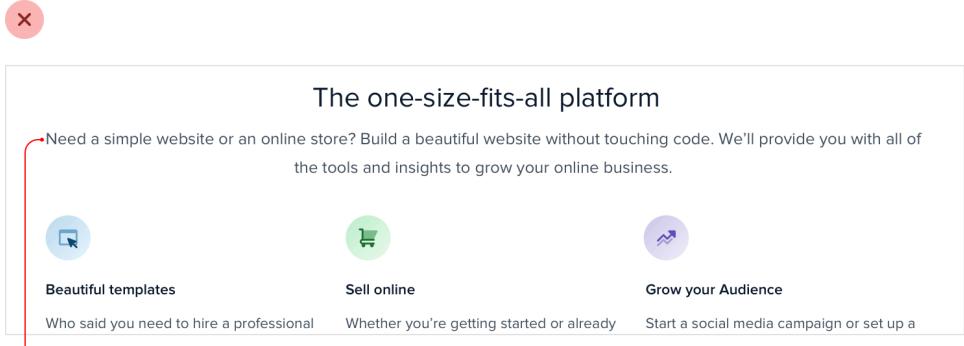 The one-size-fits-all platform
Need a simple website or an online store? Build a beautiful website without touching code. We’ll provide you with all of
the tools and insights to grow your online business.
Beautiful templates
Sell online
Grow your Audience
Who said you need to hire a professional
Whether you’re getting started or already
Start a social media campaign or set up a